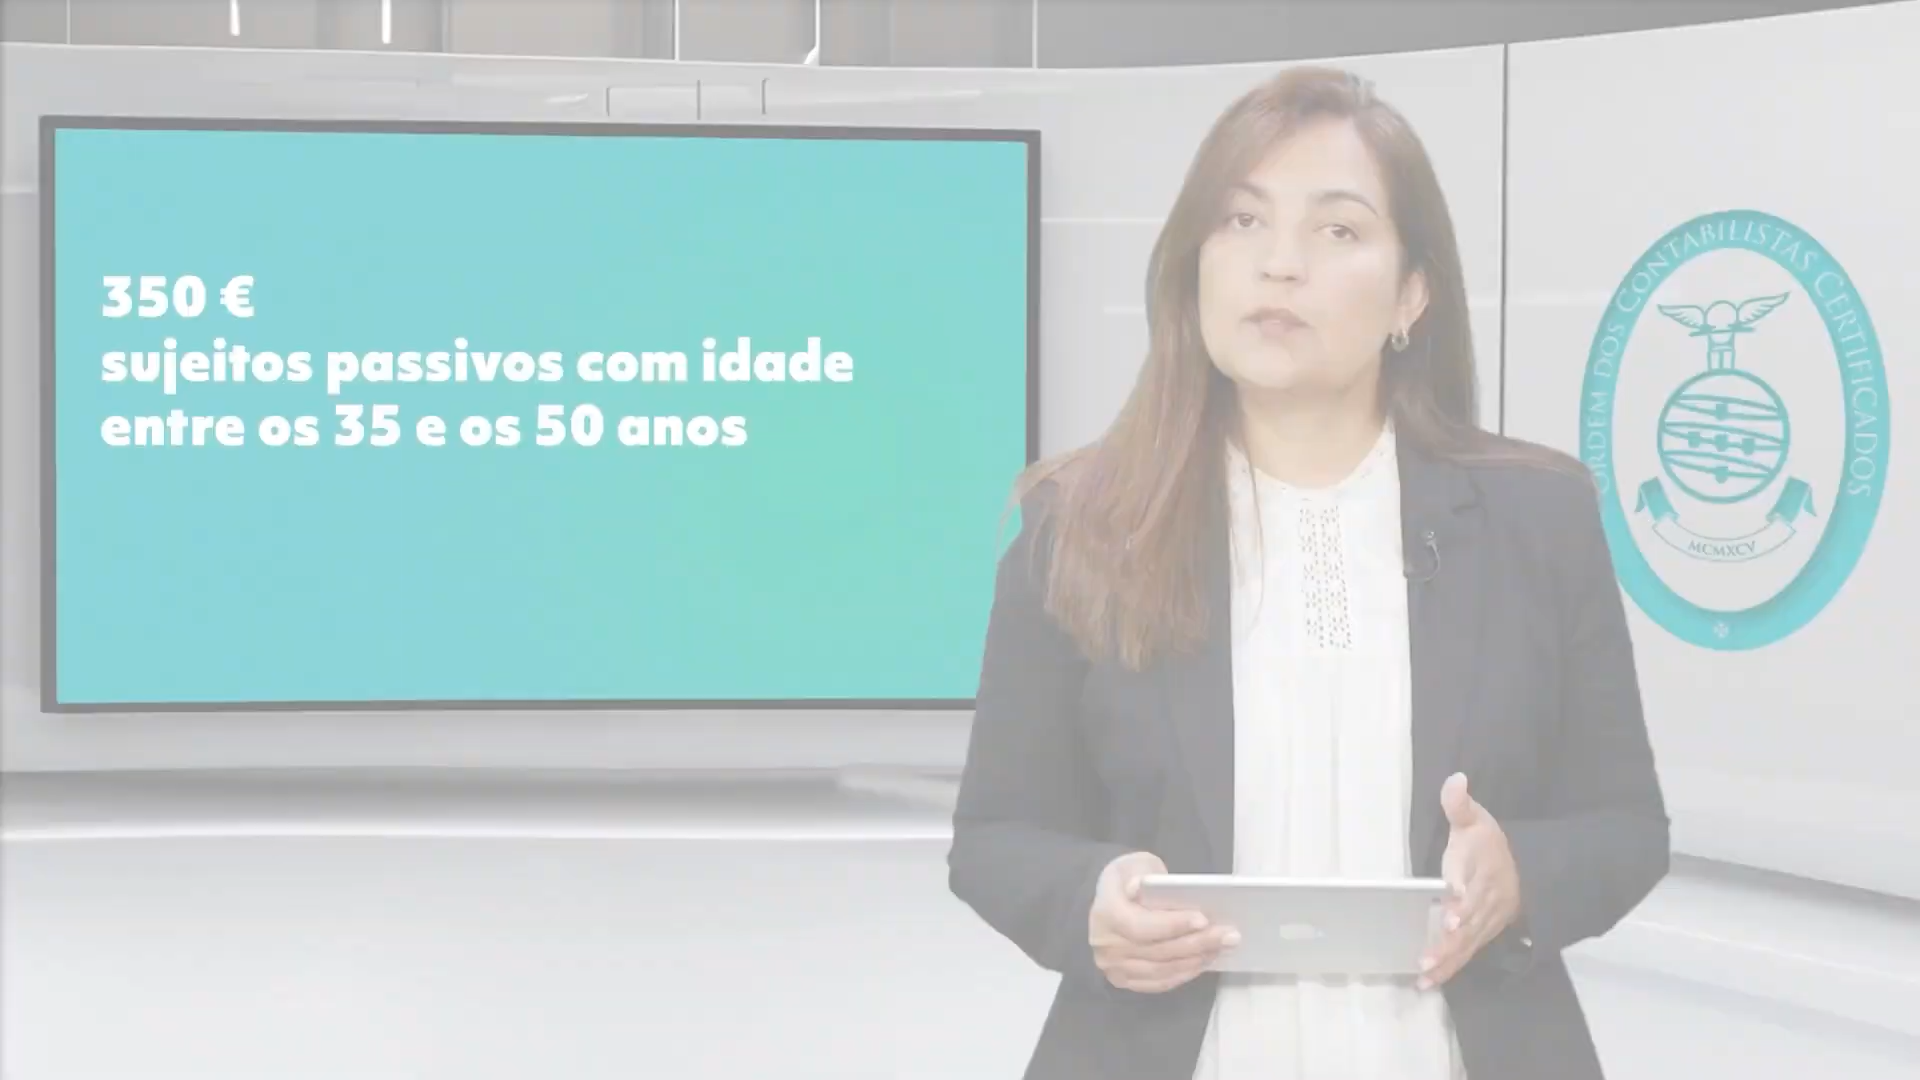 350 €
sujeitos passivos com idade
entre os 35 e os 50 anos
ORDEM DOS CONTABILISTAS CERTIFICADOS
MCMXCV